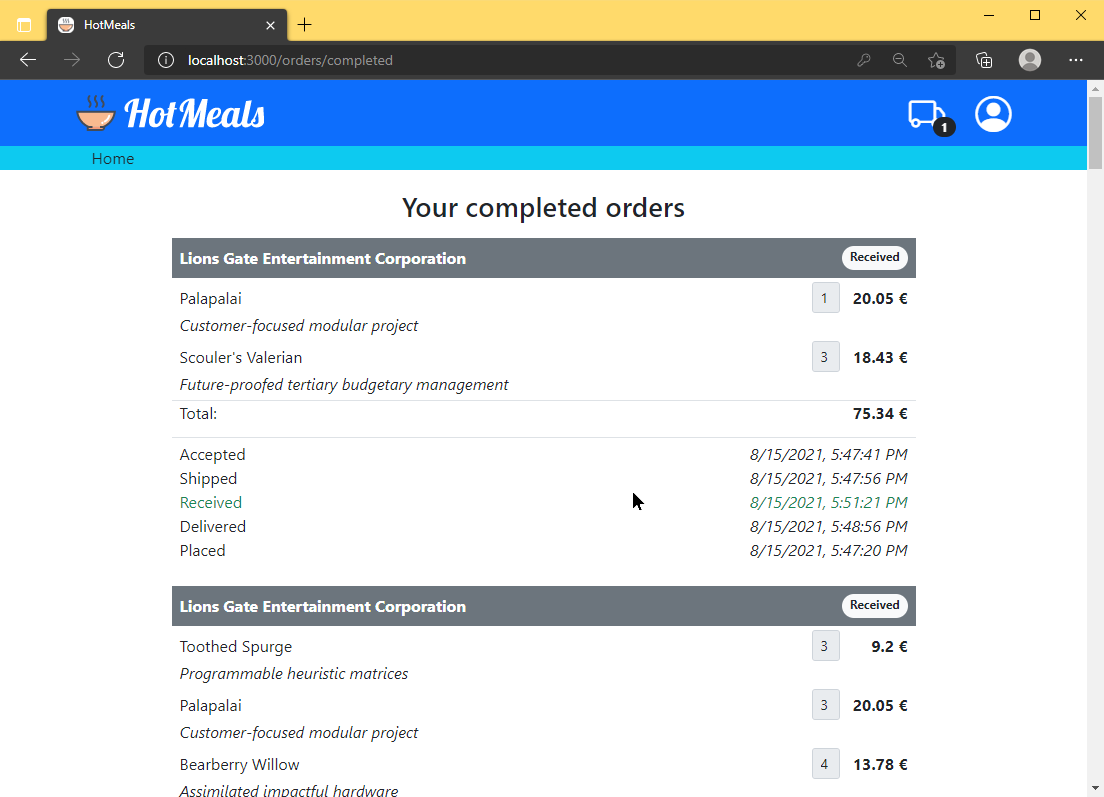 HotMeals
localhost:3000/orders/completed
HotMeals
1
Home
Your completed orders
Lions Gate Entertainment Corporation Received
Palapalai 1 20.05 €
Customer-focused modular project
Scouler's Valerian 3 18.43 €
Future-proofed tertiary budgetary management
Total: 75.34 €
Accepted 8/15/2021, 5:47:41 PM
Shipped 8/15/2021, 5:47:56 PM
Received 8/15/2021, 5:51:21 PM
Delivered 8/15/2021, 5:48:56 PM
Placed 8/15/2021, 5:47:20 PM
Lions Gate Entertainment Corporation Received
Toothed Spurge 3 9.2 €
Programmable heuristic matrices
Palapalai 3 20.05 €
Customer-focused modular project
Bearberry Willow 4 13.78 €
Assimilated impactful hardware